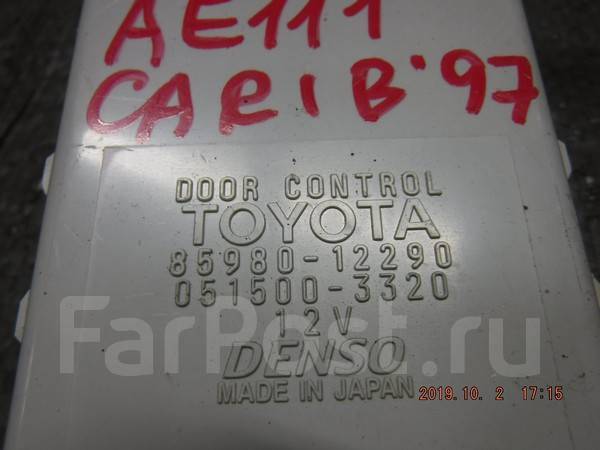 AE111
CARIB '97
DOOR CONTROL
TOYOTA
85980-12290
051500-3320
12V
DENSO
MADE IN JAPAN
FarPost.ru
2019.10. 2 17:15